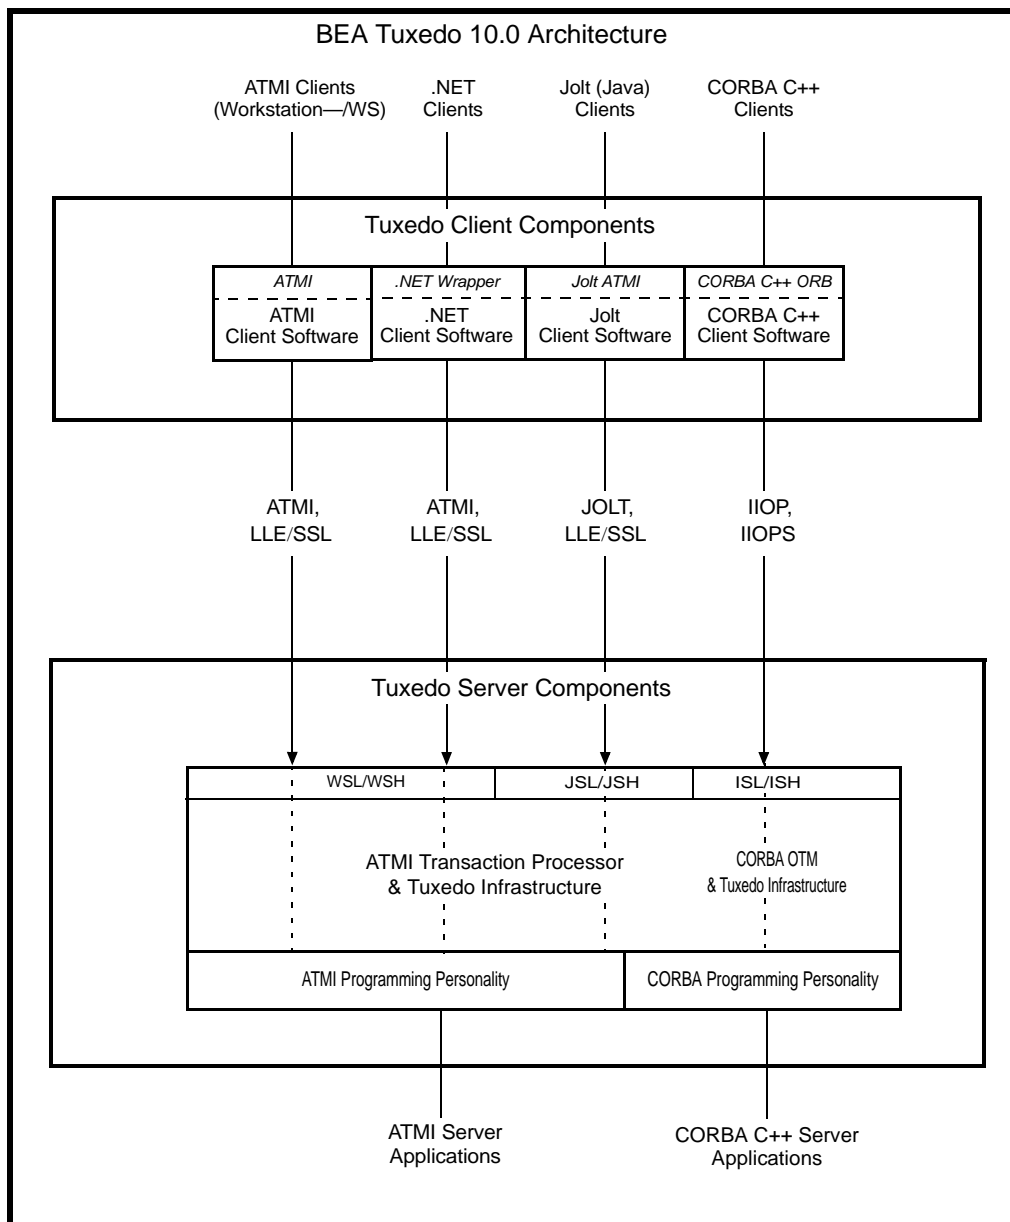 BEA Tuxedo 10.0 Architecture
ATMI Clients
(Workstation—/WS)
.NET
Clients
Jolt (Java)
Clients
CORBA C++
Clients
Tuxedo Client Components
ATMI
ATMI
Client Software
.NET Wrapper
.NET
Client Software
Jolt ATMI
Jolt
Client Software
CORBA C++ ORB
CORBA C++
Client Software
ATMI,
LLE/SSL
ATMI,
LLE/SSL
JOLT,
LLE/SSL
IIOP,
IIOPS
Tuxedo Server Components
WSL/WSH
JSL/JSH
ISL/ISH
ATMI Transaction Processor
& Tuxedo Infrastructure
CORBA OTM
& Tuxedo Infrastructure
ATMI Programming Personality
CORBA Programming Personality
ATMI Server
Applications
CORBA C++ Server
Applications